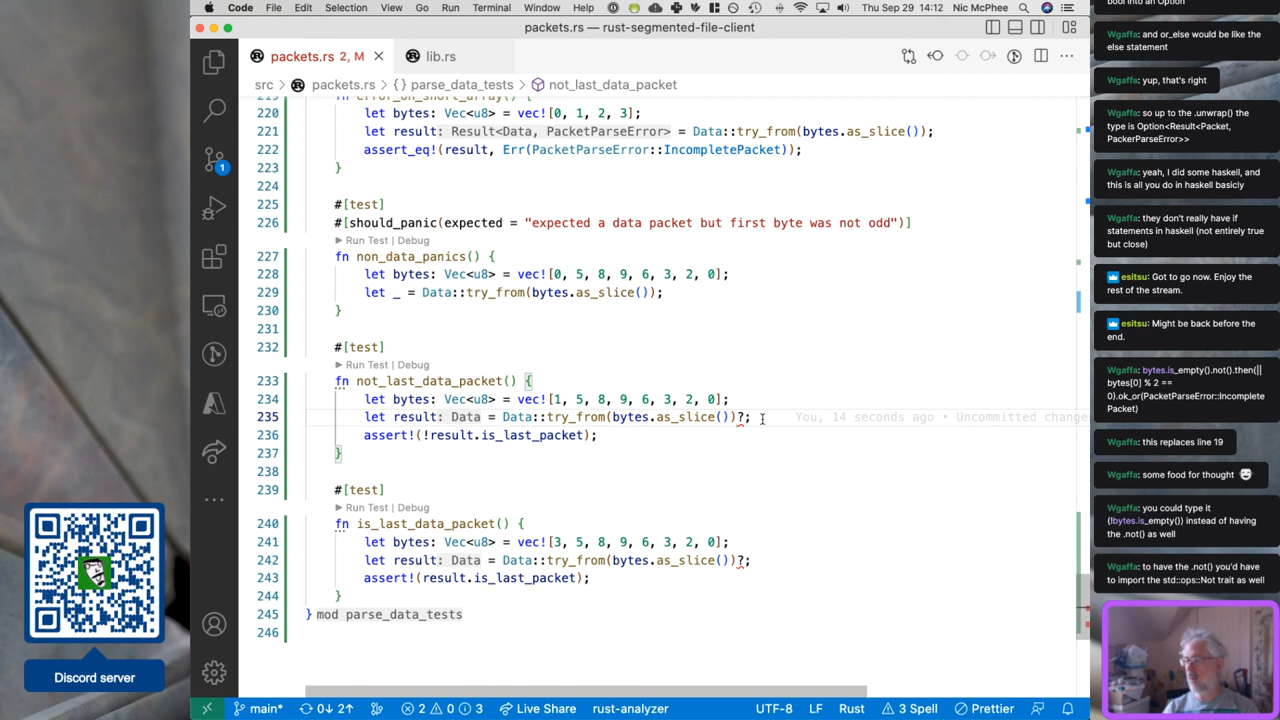 Code File Edit Selection View Go Run Terminal Window Help Thu Sep 29 14:12 Nic McPhee
packets.rs — rust-segmented-file-client
packets.rs 2, M
lib.rs
src > packets.rs > {} parse_data_tests > not_last_data_packet
219 fn error_on_short_array() {
220 let bytes: Vec<u8> = vec![0, 1, 2, 3];
221 let result: Result<Data, PacketParseError> = Data::try_from(bytes.as_slice());
222 assert_eq!(result, Err(PacketParseError::IncompletePacket));
223 }
224
225 #[test]
226 #[should_panic(expected = "expected a data packet but first byte was not odd")]
Run Test | Debug
227 fn non_data_panics() {
228 let bytes: Vec<u8> = vec![0, 5, 8, 9, 6, 3, 2, 0];
229 let _ = Data::try_from(bytes.as_slice());
230 }
231
232 #[test]
Run Test | Debug
233 fn not_last_data_packet() {
234 let bytes: Vec<u8> = vec![1, 5, 8, 9, 6, 3, 2, 0];
235 let result: Data = Data::try_from(bytes.as_slice())?; You, 14 seconds ago • Uncommitted changes
236 assert!(!result.is_last_packet);
237 }
238
239 #[test]
Run Test | Debug
240 fn is_last_data_packet() {
241 let bytes: Vec<u8> = vec![3, 5, 8, 9, 6, 3, 2, 0];
242 let result: Data = Data::try_from(bytes.as_slice())?;
243 assert!(result.is_last_packet);
244 }
245 } mod parse_data_tests
246
1
main* 0↓ 2↑ 2 0 3 Live Share rust-analyzer UTF-8 LF Rust 3 Spell Prettier
Discord server
bool into an Option
Wgaffa: and or_else would be like the
else statement
Wgaffa: yup, that's right
Wgaffa: so up to the .unwrap() the
type is Option<Result<Packet,
PackerParseError>>
Wgaffa: yeah, I did some haskell, and
this is all you do in haskell basicly
Wgaffa: they don't really have if
statements in haskell (not entirely true
but close)
esitsu: Got to go now. Enjoy the
rest of the stream.
esitsu: Might be back before the
end.
Wgaffa: bytes.is_empty().not().then(||
bytes[0] % 2 ==
0).ok_or(PacketParseError::Incomplete
Packet)
Wgaffa: this replaces line 19
Wgaffa: some food for thought
Wgaffa: you could type it
(!bytes.is_empty()) instead of having
the .not() as well
Wgaffa: to have the .not() you'd have
to import the std::ops::Not trait as well